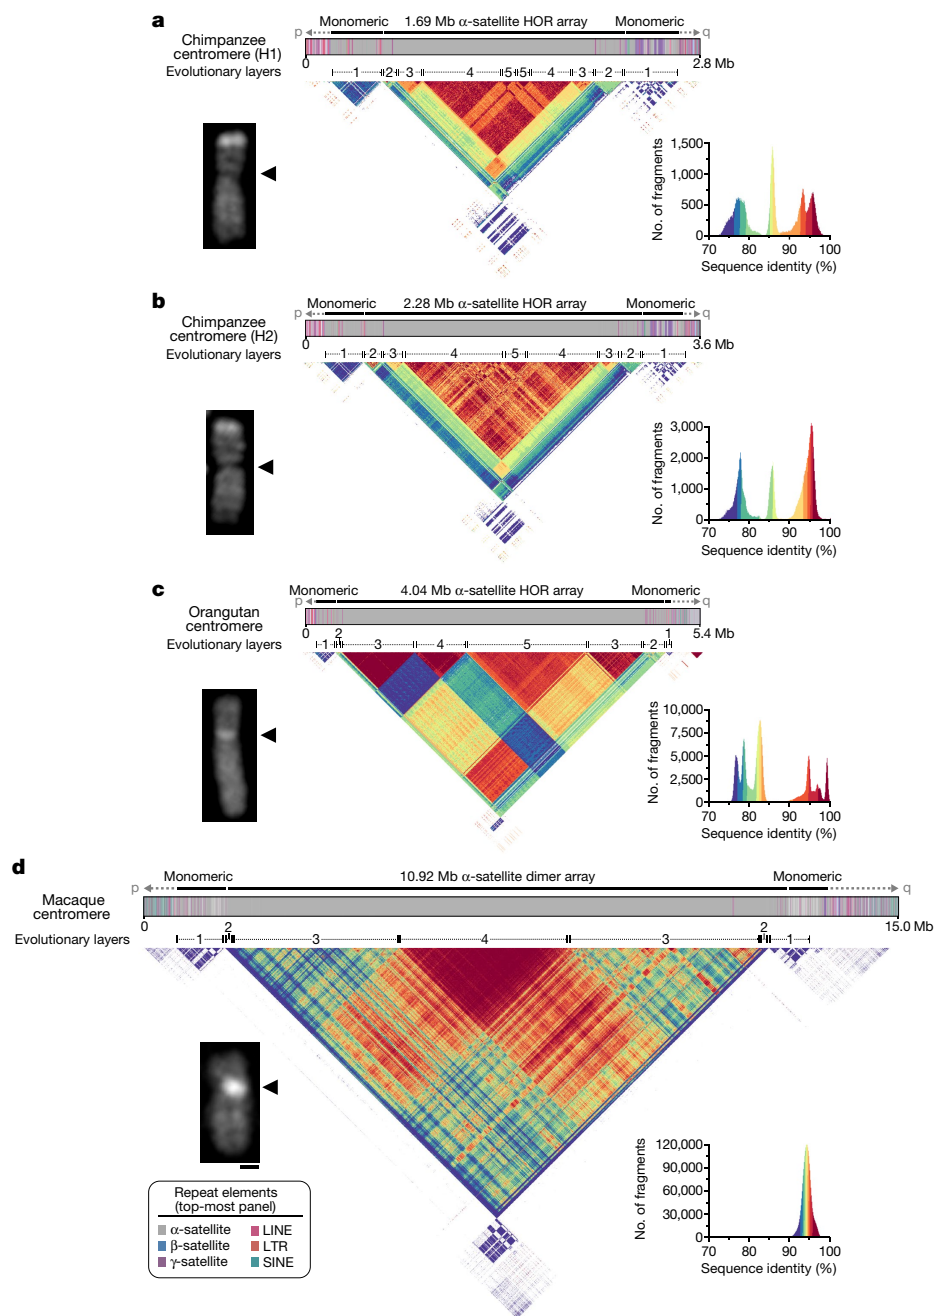 a
Monomeric 1.69 Mb α-satellite HOR array Monomeric
p q
Chimpanzee
centromere (H1)
0 2.8 Mb
Evolutionary layers 1 2 3 4 5 5 4 3 2 1
No. of fragments
1,500
1,000
500
0
70 80 90 100
Sequence identity (%)
b
Monomeric 2.28 Mb α-satellite HOR array Monomeric
p q
Chimpanzee
centromere (H2)
0 3.6 Mb
Evolutionary layers 1 2 3 4 5 4 3 2 1
No. of fragments
3,000
2,000
1,000
0
70 80 90 100
Sequence identity (%)
c
Monomeric 4.04 Mb α-satellite HOR array Monomeric
p q
Orangutan
centromere
0 2 1 5.4 Mb
Evolutionary layers 1 3 4 5 3 2
No. of fragments
10,000
7,500
5,000
2,500
0
70 80 90 100
Sequence identity (%)
d
Monomeric 10.92 Mb α-satellite dimer array Monomeric
p q
Macaque
centromere
0 2 2 15.0 Mb
Evolutionary layers 1 3 4 3 1
No. of fragments
120,000
90,000
60,000
30,000
0
70 80 90 100
Sequence identity (%)
Repeat elements
(top-most panel)
α-satellite LINE
β-satellite LTR
γ-satellite SINE